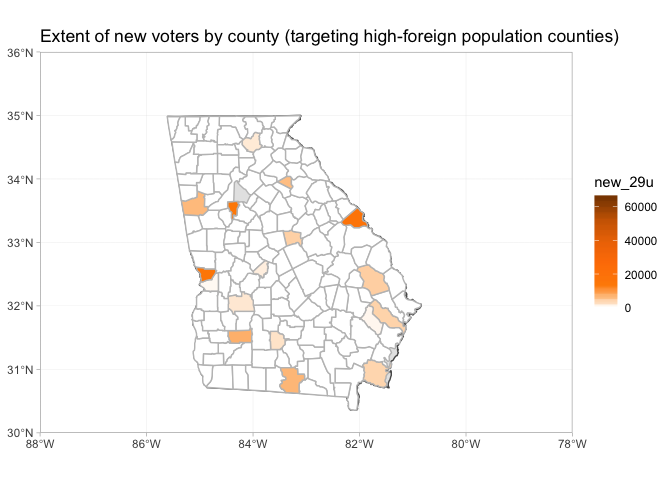 Extent of new voters by county (targeting high-foreign population counties)
36°N
35°N
34°N
33°N
32°N
31°N
30°N
88°W
86°W
84°W
82°W
80°W
78°W
new_29u
60000
40000
20000
0